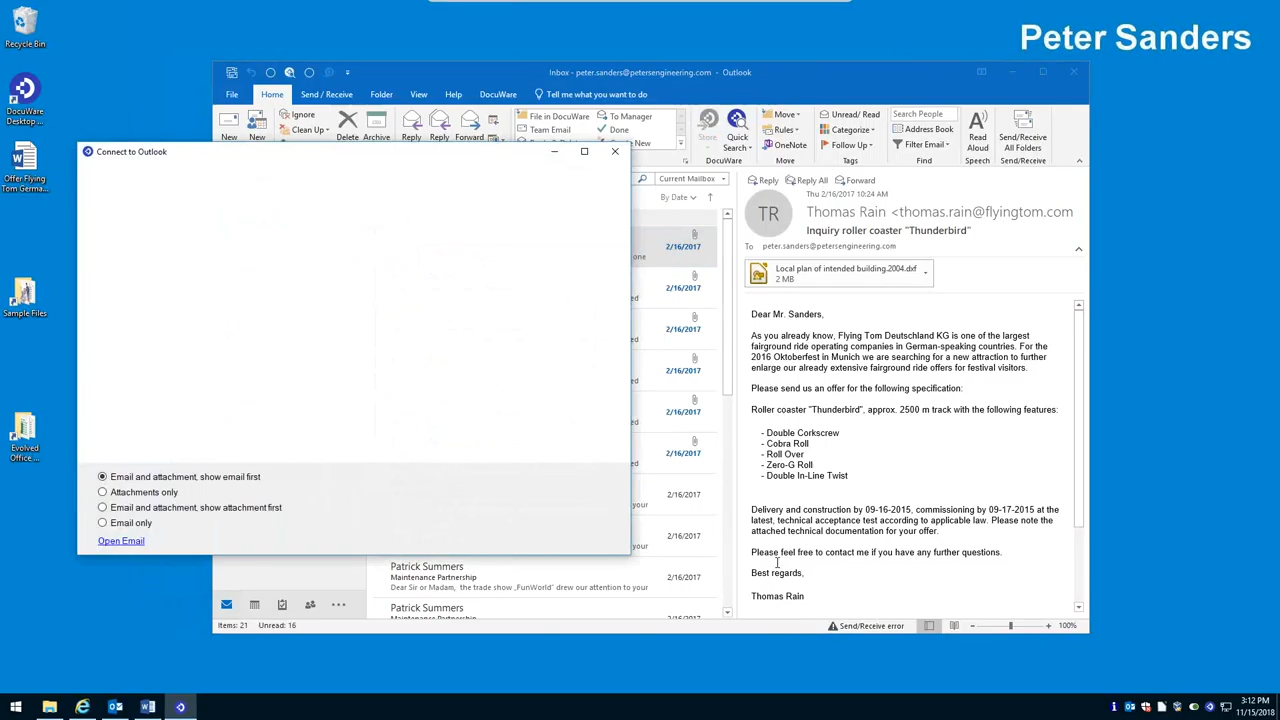 Peter Sanders
Recycle Bin
DocuWare
Desktop ...
Offer Flying
Tom Germa...
Sample Files
Evolved
Office ...
Inbox - peter.sanders@petersengineering.com - Outlook
File
Home
Send / Receive
Folder
View
Help
DocuWare
Tell me what you want to do
New
New
Ignore
Clean Up
Delete
Archive
Reply
Reply
Forward
File in DocuWare
Team Email
To Manager
Done
Store
Quick
Search
DocuWare
Move
Rules
OneNote
Move
Unread/ Read
Categorize
Follow Up
Tags
Search People
Address Book
Filter Email
Find
Read
Aloud
Speech
Send/Receive
All Folders
Send/Receive
Connect to Outlook
Email and attachment, show email first
Attachments only
Email and attachment, show attachment first
Email only
Open Email
Current Mailbox
By Date
2/16/2017
one
2/16/2017
ed
2/16/2017
ed
2/16/2017
ed
2/16/2017
ed
2/16/2017
ed
2/16/2017
your
2/16/2017
your
Patrick Summers
Maintenance Partnership
2/16/2017
Dear Sir or Madam, the trade show „FunWorld" drew our attention to your
Patrick Summers
Maintenance Partnership
2/16/2017
Reply
Reply All
Forward
Thu 2/16/2017 10:24 AM
TR
Thomas Rain <thomas.rain@flyingtom.com
Inquiry roller coaster "Thunderbird"
To peter.sanders@petersengineering.com
Local plan of intended building.2004.dxf
2 MB
Dear Mr. Sanders,
As you already know, Flying Tom Deutschland KG is one of the largest
fairground ride operating companies in German-speaking countries. For the
2016 Oktoberfest in Munich we are searching for a new attraction to further
enlarge our already extensive fairground ride offers for festival visitors.
Please send us an offer for the following specification:
Roller coaster "Thunderbird", approx. 2500 m track with the following features:
- Double Corkscrew
- Cobra Roll
- Roll Over
- Zero-G Roll
- Double In-Line Twist
Delivery and construction by 09-16-2015, commissioning by 09-17-2015 at the
latest, technical acceptance test according to applicable law. Please note the
attached technical documentation for your offer.
Please feel free to contact me if you have any further questions.
Best regards,
Thomas Rain
Items: 21
Unread: 16
Send/Receive error
100%
3:12 PM
11/15/2018